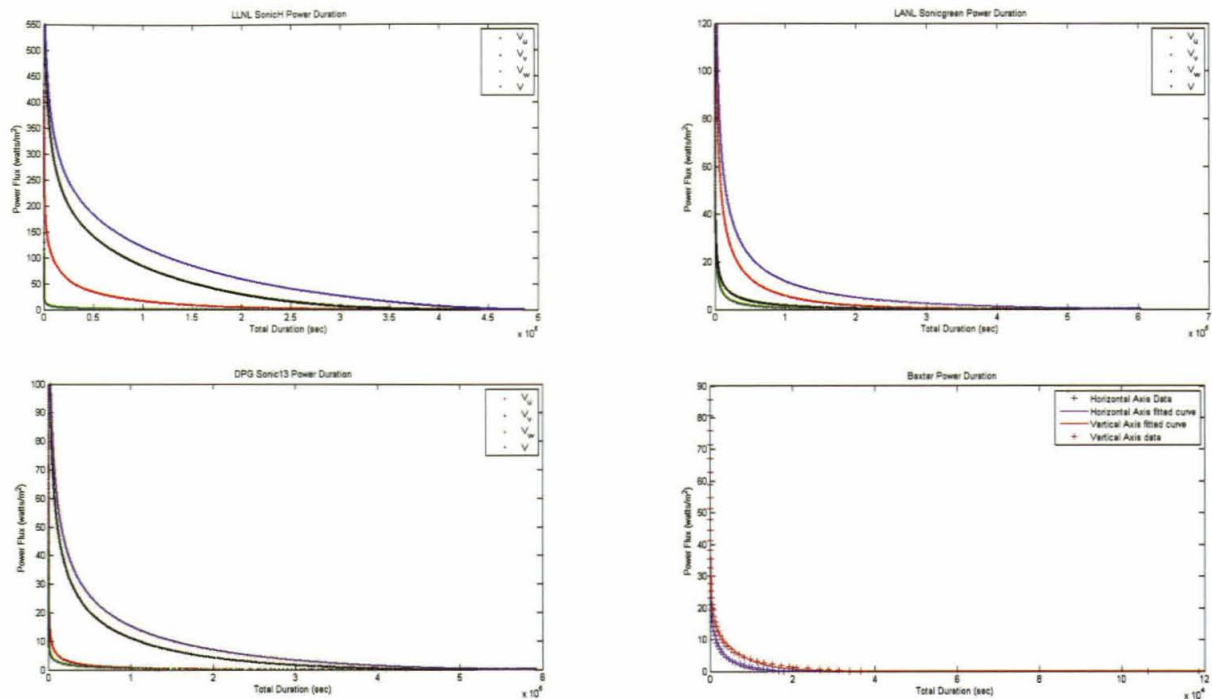 LLNL SonicH Power Duration
550
500
450
400
350
300
250
200
150
100
50
0
Power Flux (watts/m²)
V_u
V_v
V_w
V
0 0.5 1 1.5 2 2.5 3 3.5 4 4.5 5
Total Duration (sec)
LANL Sonicgreen Power Duration
120
100
80
60
40
20
0
Power Flux (watts/m²)
V_u
V_v
V_w
V
0 1 2 3 4 5 6 7
Total Duration (sec)
DPG Sonic13 Power Duration
100
90
80
70
60
50
40
30
20
10
0
Power Flux (watts/m²)
V_u
V_v
V_w
V
0 1 2 3 4 5 6
Total Duration (sec)
Baxter Power Duration
90
80
70
60
50
40
30
20
10
0
Power Flux (watts/m²)
Horizontal Axis Data
Horizontal Axis fitted curve
Vertical Axis fitted curve
Vertical Axis data
0 2 4 6 8 10 12
Total Duration (sec)
x 10⁴